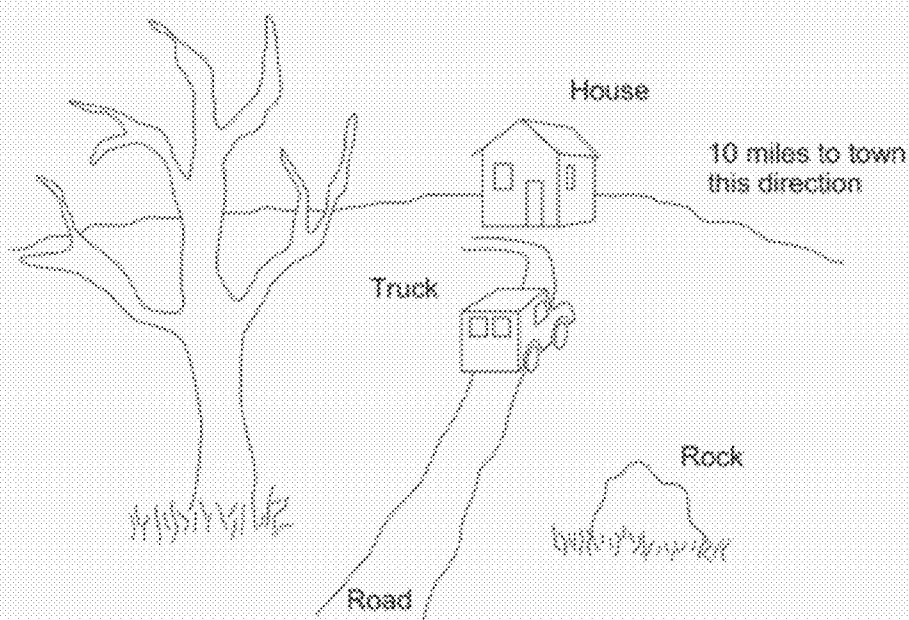 House
10 miles to town
this direction
Truck
Rock
Road